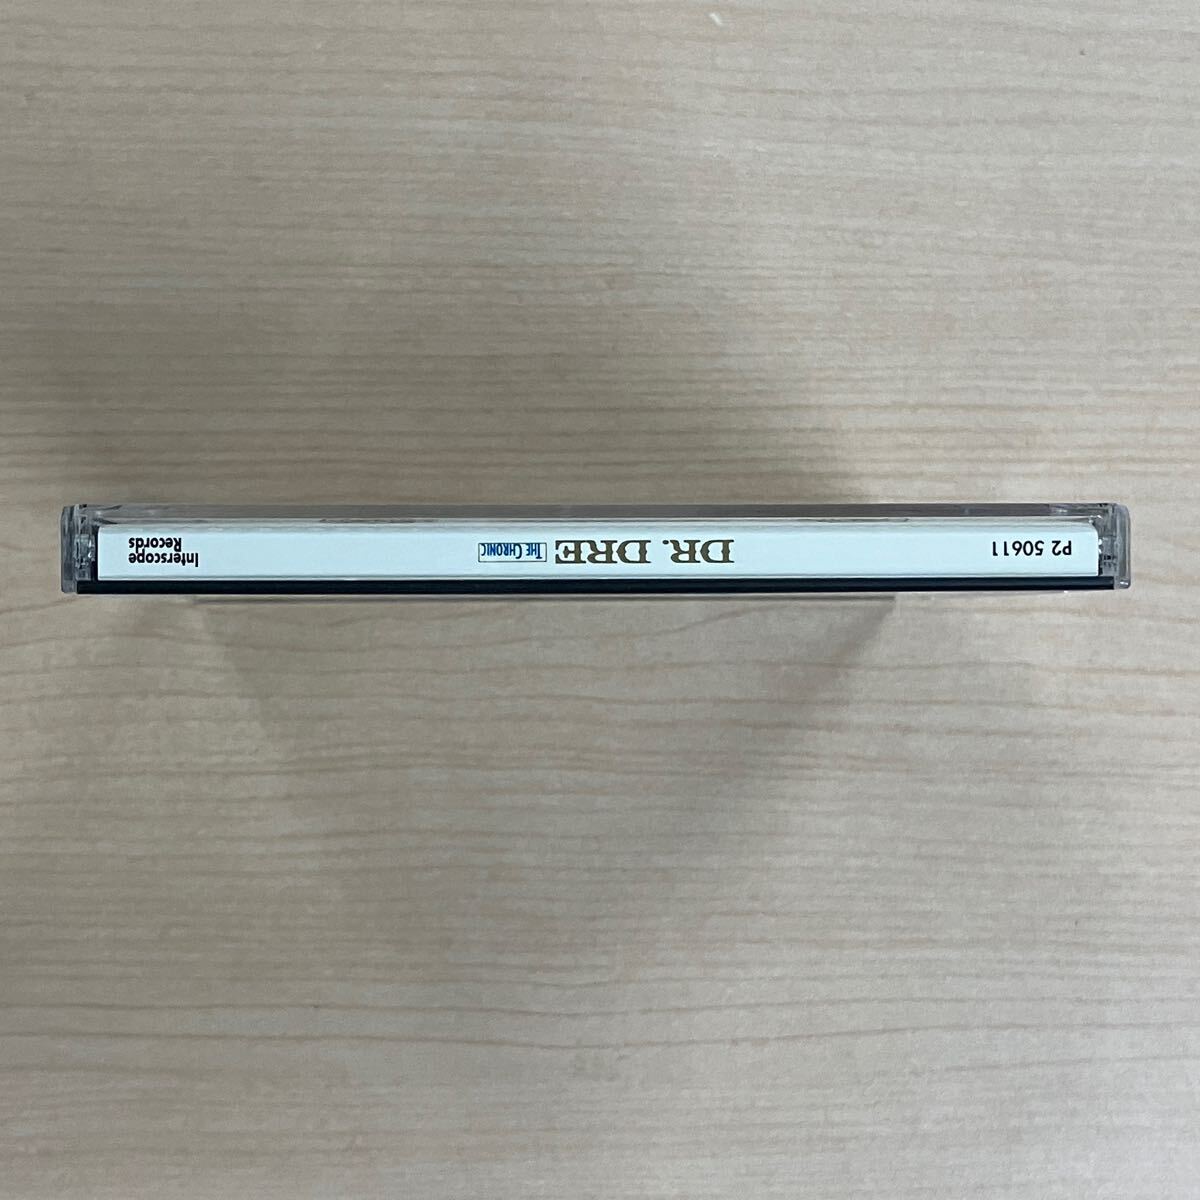 P2 50611
DR. DRE
THE CHRONIC
Interscope
Records